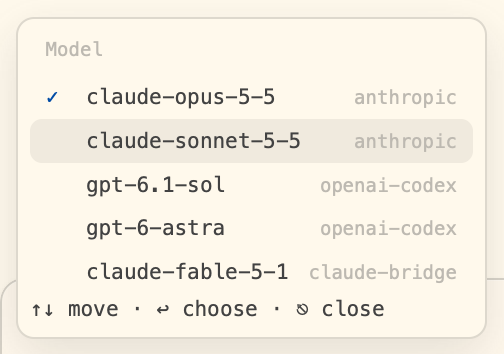 Model
✓ claude-opus-5-5 anthropic
claude-sonnet-5-5 anthropic
gpt-6.1-sol openai-codex
gpt-6-astra openai-codex
claude-fable-5-1 claude-bridge
↑↓ move · ↩ choose · ⎋ close